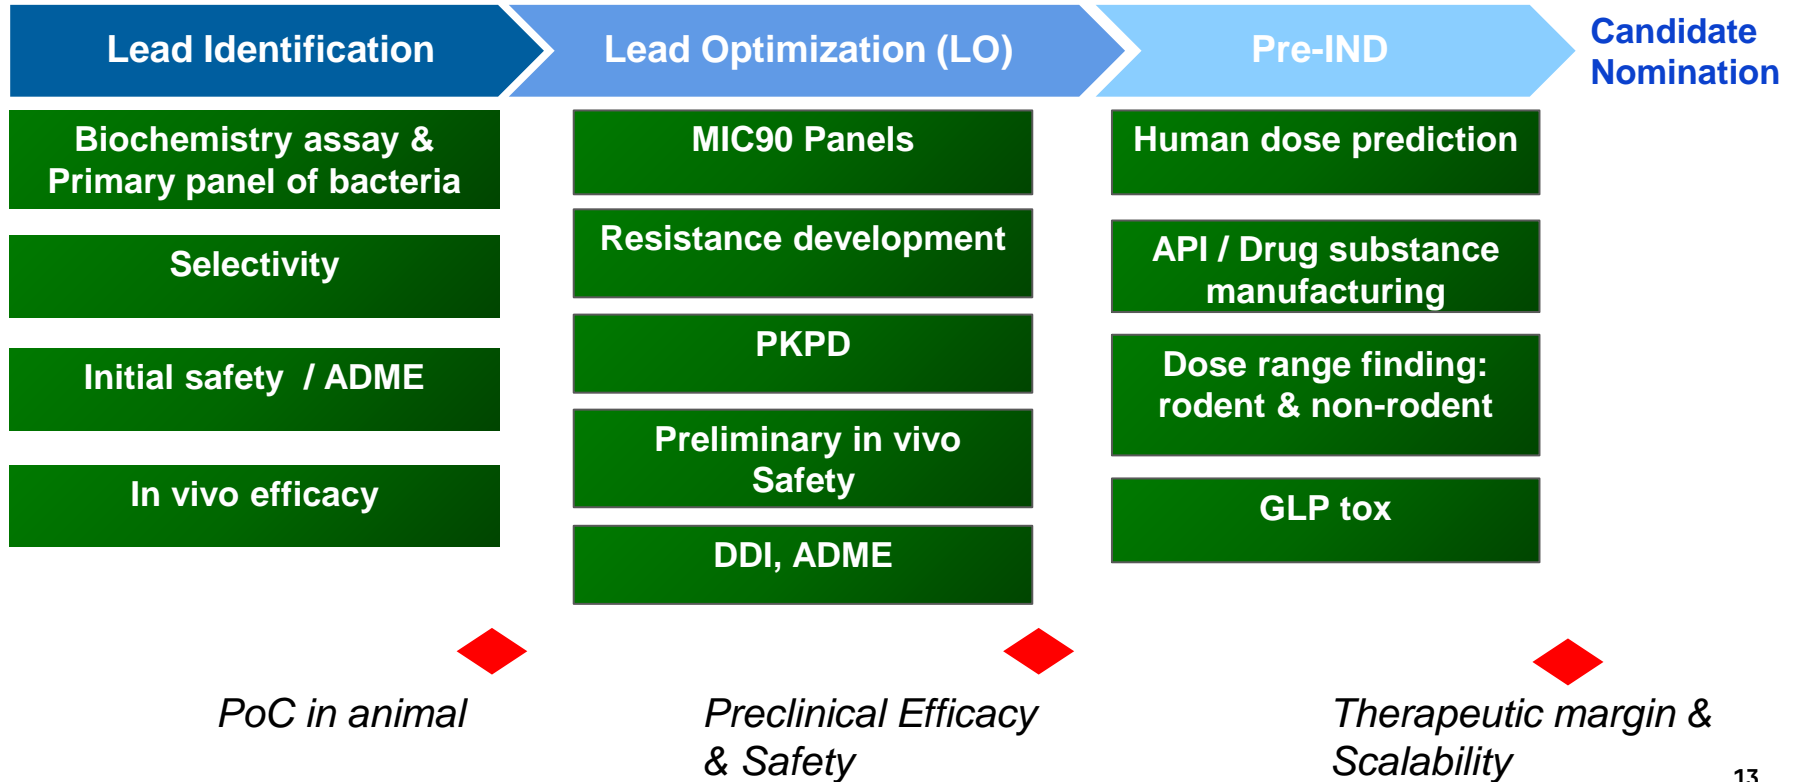 Lead Identification
Lead Optimization (LO)
Pre-IND
Candidate
Nomination
Biochemistry assay &
Primary panel of bacteria
Selectivity
Initial safety / ADME
In vivo efficacy
MIC90 Panels
Resistance development
PKPD
Preliminary in vivo
Safety
DDI, ADME
Human dose prediction
API / Drug substance
manufacturing
Dose range finding:
rodent & non-rodent
GLP tox
PoC in animal
Preclinical Efficacy
& Safety
Therapeutic margin &
Scalability
13